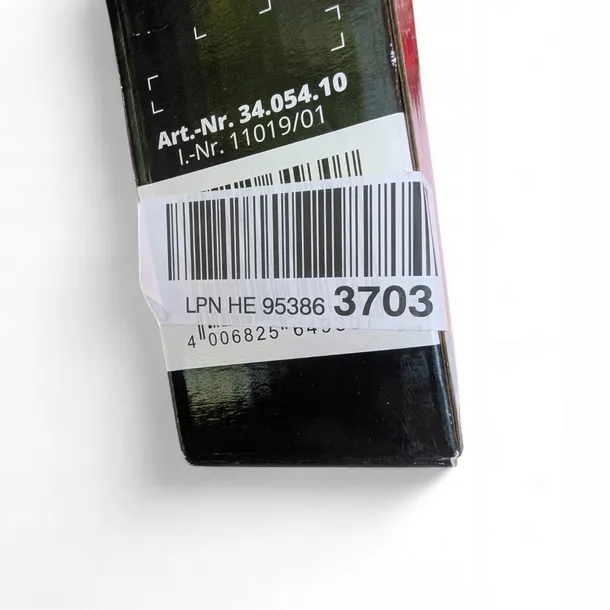 Art.-Nr. 34.054.10
I.-Nr. 11019/01
LPN HE 95386 3703
4 006825